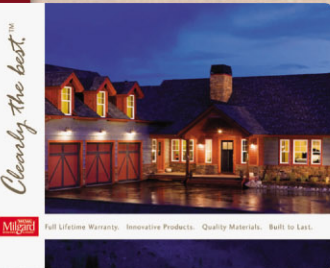 Clearly the best.™
Milgard
Full Lifetime Warranty. Innovative Products. Quality Materials. Built to Last.